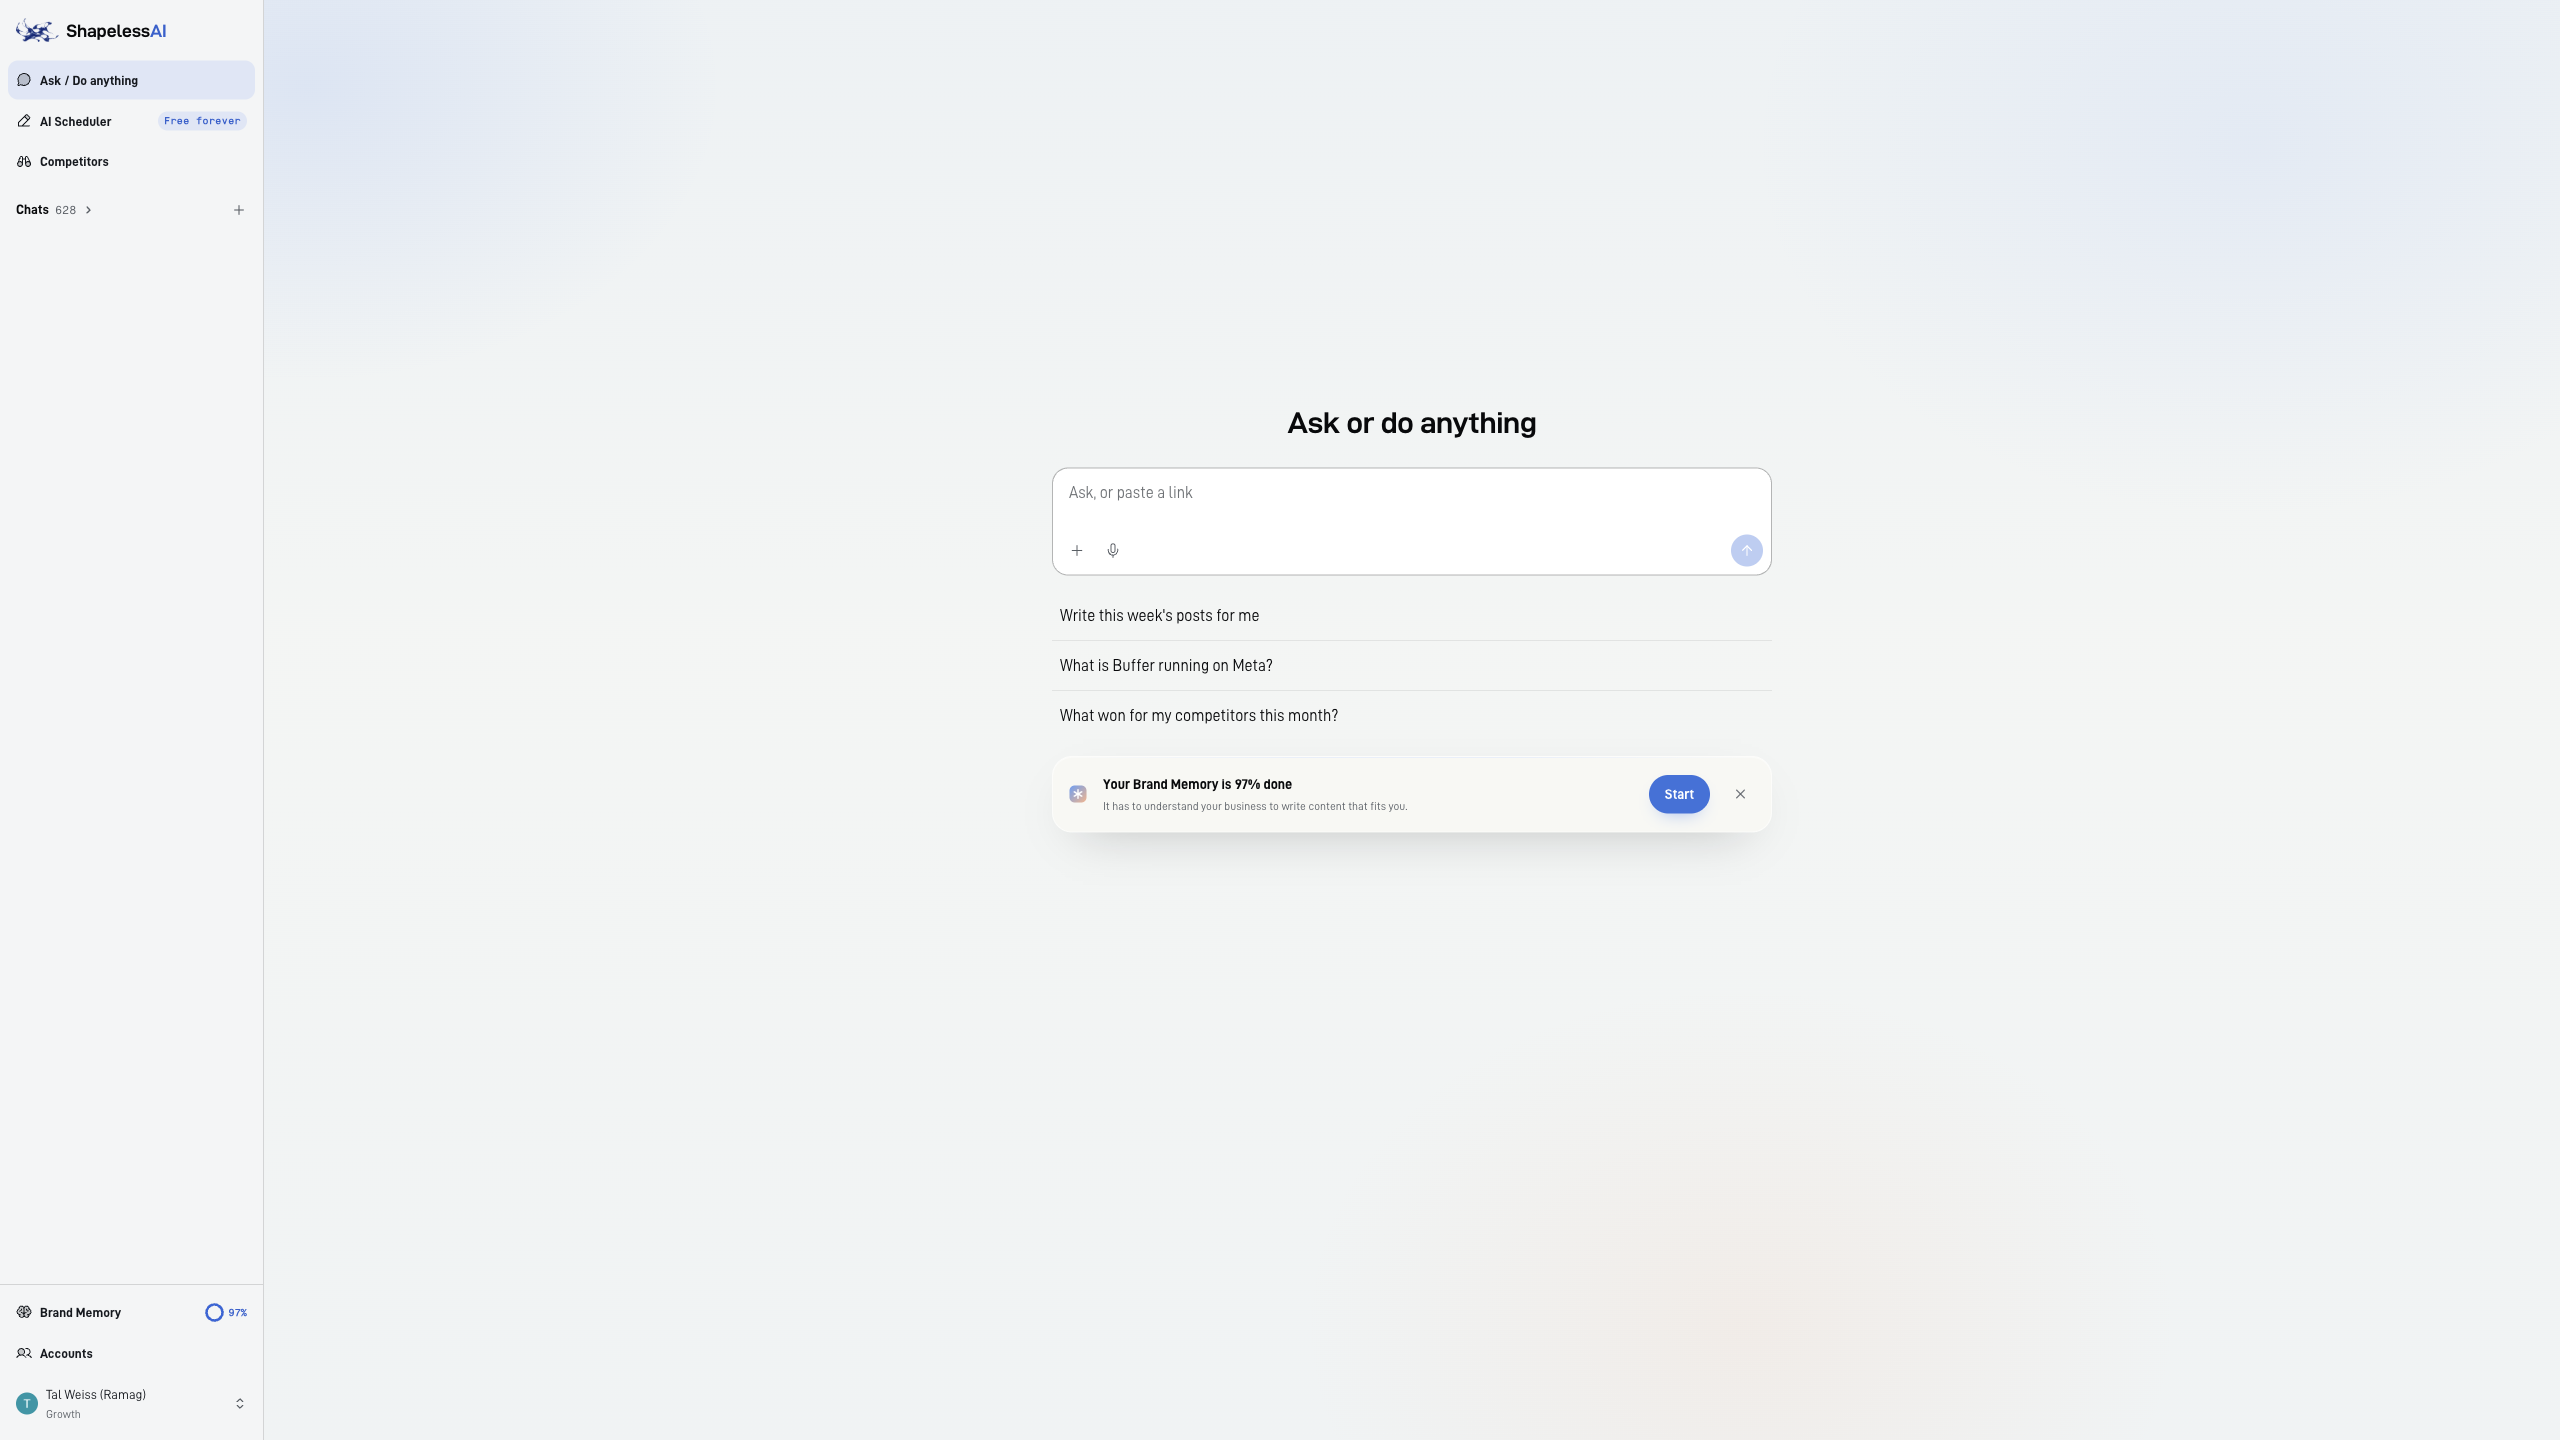 ShapelessAI
Ask / Do anything
AI Scheduler Free forever
Competitors
Chats 628
Ask or do anything
Ask, or paste a link
Write this week's posts for me
What is Buffer running on Meta?
What won for my competitors this month?
Your Brand Memory is 97% done
It has to understand your business to write content that fits you.
Start
Brand Memory 97%
Accounts
T
Tal Weiss (Ramag)
Growth